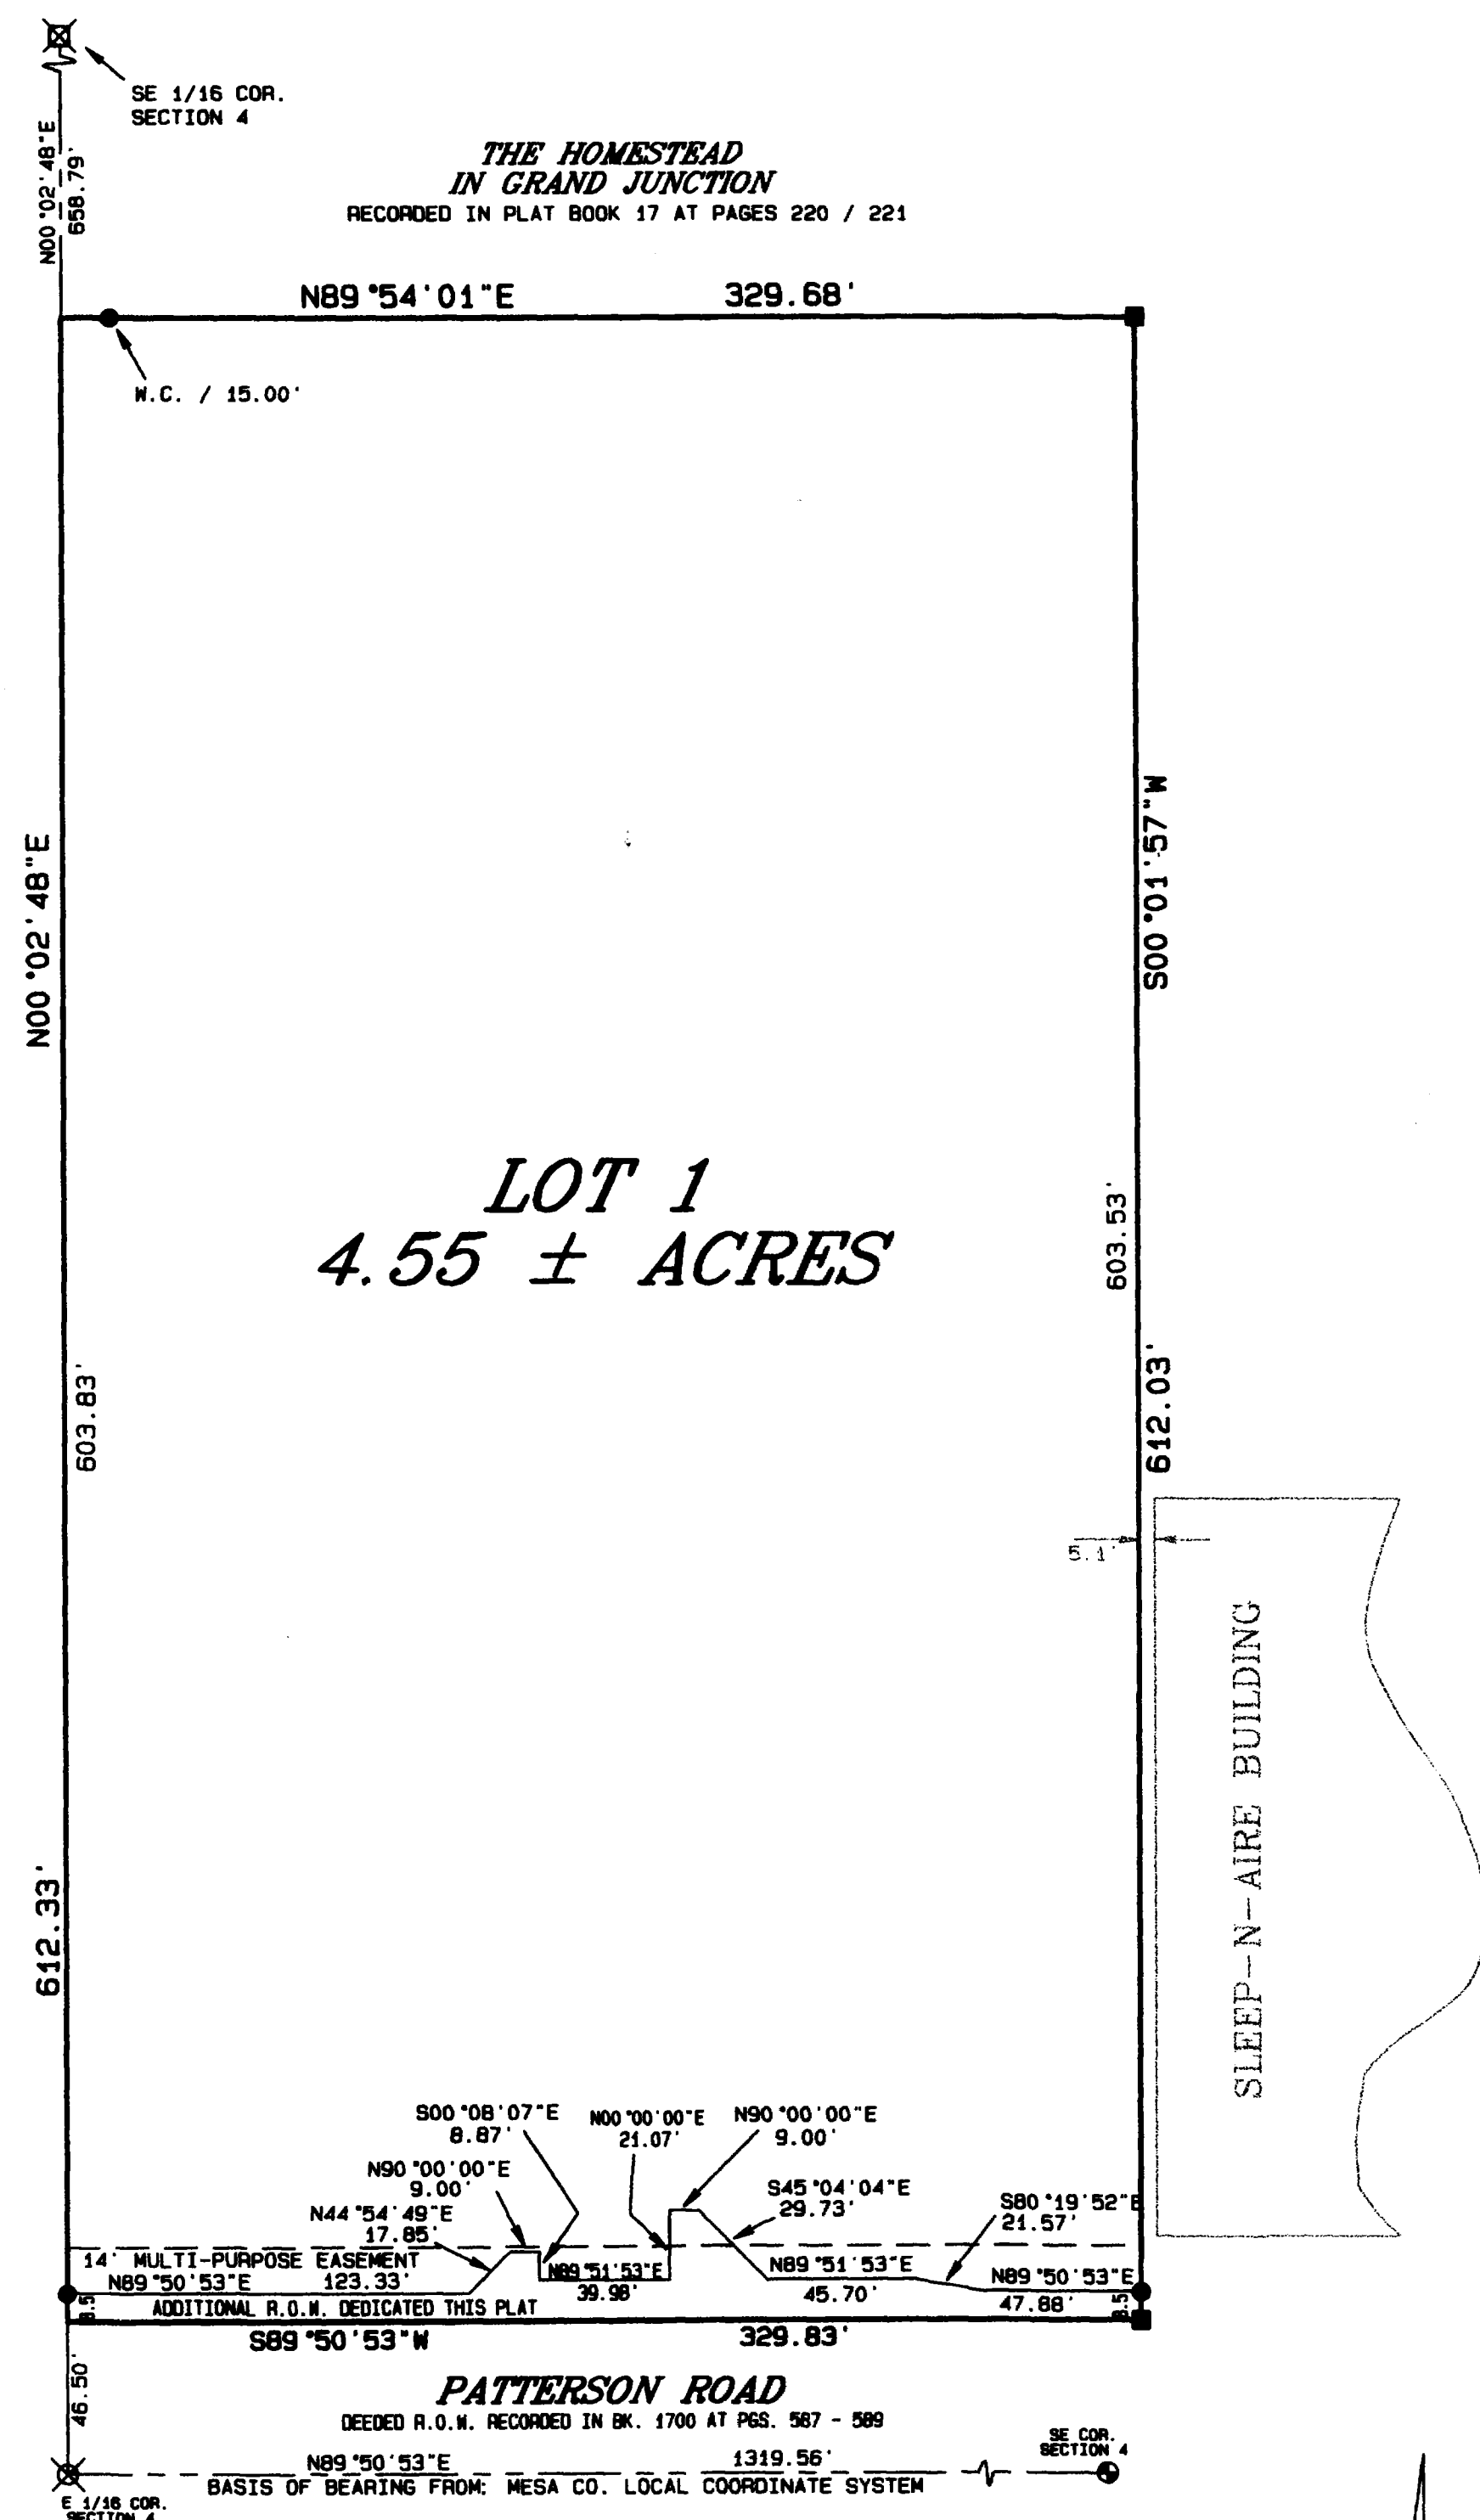 SE 1/16 COR.
SECTION 4
N00°02'48"E
658.79'
THE HOMESTEAD
IN GRAND JUNCTION
RECORDED IN PLAT BOOK 17 AT PAGES 220 / 221
N89°54'01"E 329.68'
W.C. / 15.00'
N00°02'48"E
S00°01'57"W
LOT 1
4.55 ± ACRES
603.53'
603.83'
612.03'
5.1'
SLEEP-N-AIRE BUILDING
612.33'
S00°08'07"E
8.87'
N00°00'00"E
21.07'
N90°00'00"E
9.00'
N90°00'00"E
9.00'
S45°04'04"E
29.73'
N44°54'49"E
17.85'
S80°19'52"E
21.57'
14' MULTI-PURPOSE EASEMENT
N89°51'53"E
39.98'
N89°51'53"E
45.70'
N89°50'53"E 123.33'
N89°50'53"E
47.88'
8.5
ADDITIONAL R.O.W. DEDICATED THIS PLAT
8.5
S89°50'53"W 329.83'
46.50'
PATTERSON ROAD
DEEDED R.O.W. RECORDED IN BK. 1700 AT PGS. 587 - 589
SE COR.
SECTION 4
N89°50'53"E 1319.56'
BASIS OF BEARING FROM: MESA CO. LOCAL COORDINATE SYSTEM
E 1/16 COR.
SECTION 4